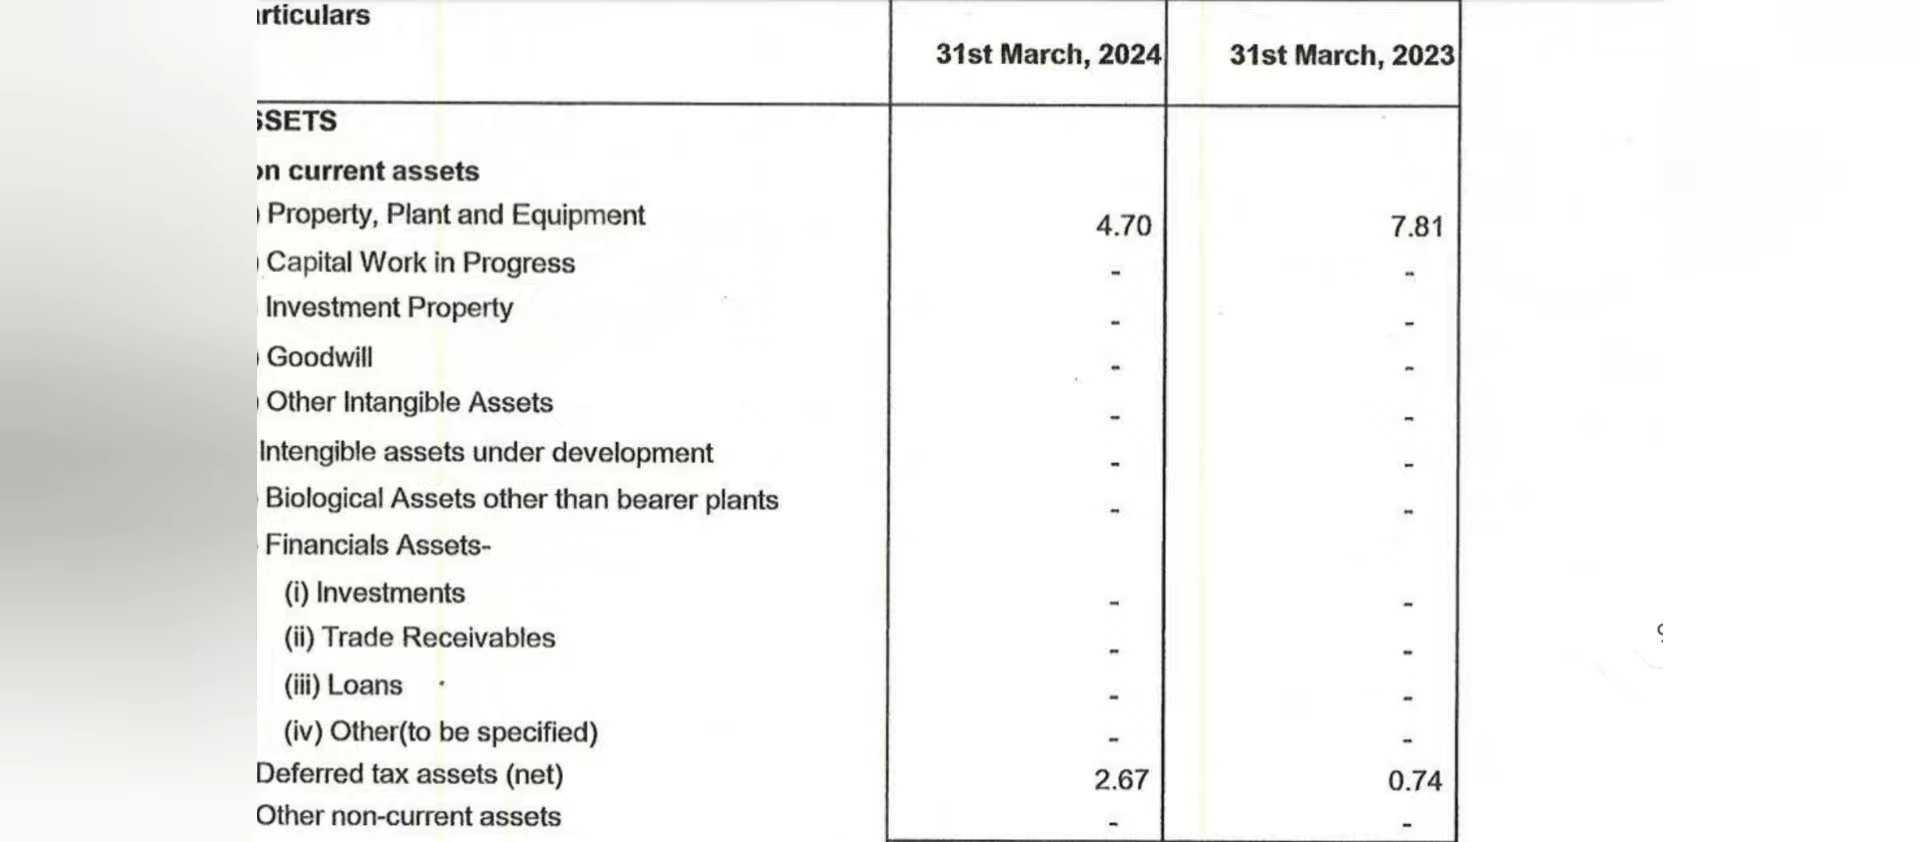 rticulars
31st March, 2024 31st March, 2023
SSETS
on current assets
) Property, Plant and Equipment 4.70 7.81
) Capital Work in Progress - -
Investment Property - -
) Goodwill - -
) Other Intangible Assets - -
Intengible assets under development - -
Biological Assets other than bearer plants - -
Financials Assets-
(i) Investments - -
(ii) Trade Receivables - -
(iii) Loans - -
(iv) Other(to be specified) - -
Deferred tax assets (net) 2.67 0.74
Other non-current assets - -